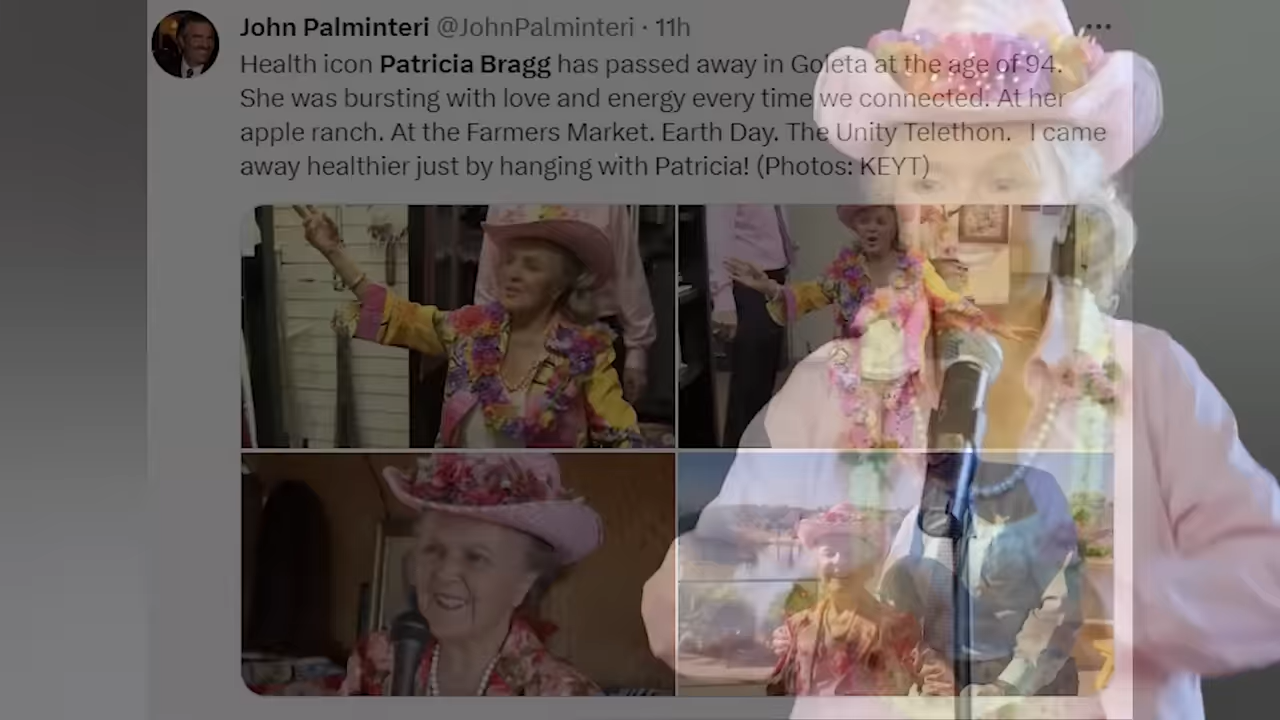 John Palminteri @JohnPalminteri · 11h
Health icon Patricia Bragg has passed away in Goleta at the age of 94.
She was bursting with love and energy every time we connected. At her
apple ranch. At the Farmers Market. Earth Day. The Unity Telethon. I came
away healthier just by hanging with Patricia! (Photos: KEYT)